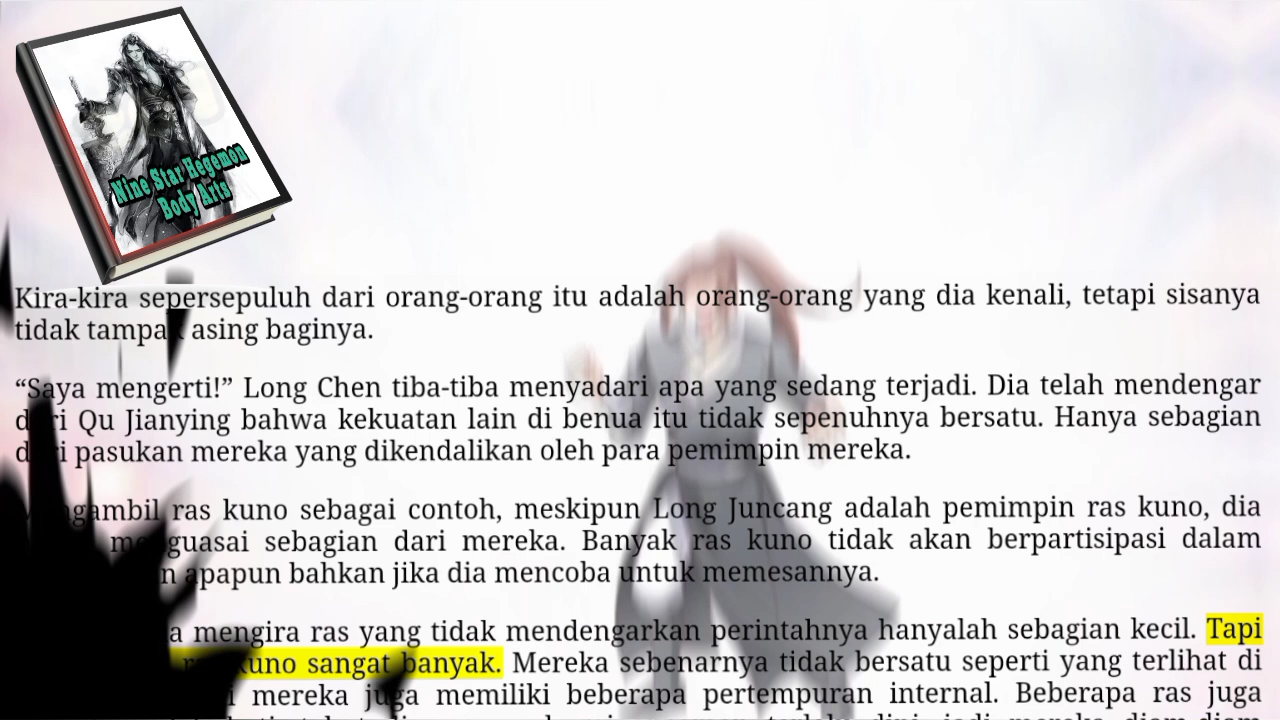 Nine Star Hegemon
Body Arts
Kira-kira sepersepuluh dari orang-orang itu adalah orang-orang yang dia kenali, tetapi sisanya
tidak tampak asing baginya.
“Saya mengerti!” Long Chen tiba-tiba menyadari apa yang sedang terjadi. Dia telah mendengar
dari Qu Jianying bahwa kekuatan lain di benua itu tidak sepenuhnya bersatu. Hanya sebagian
dari pasukan mereka yang dikendalikan oleh para pemimpin mereka.
Mengambil ras kuno sebagai contoh, meskipun Long Juncang adalah pemimpin ras kuno, dia
menguasai sebagian dari mereka. Banyak ras kuno tidak akan berpartisipasi dalam
apapun bahkan jika dia mencoba untuk memesannya.
mengira ras yang tidak mendengarkan perintahnya hanyalah sebagian kecil. Tapi
kuno sangat banyak. Mereka sebenarnya tidak bersatu seperti yang terlihat di
mereka juga memiliki beberapa pertempuran internal. Beberapa ras juga